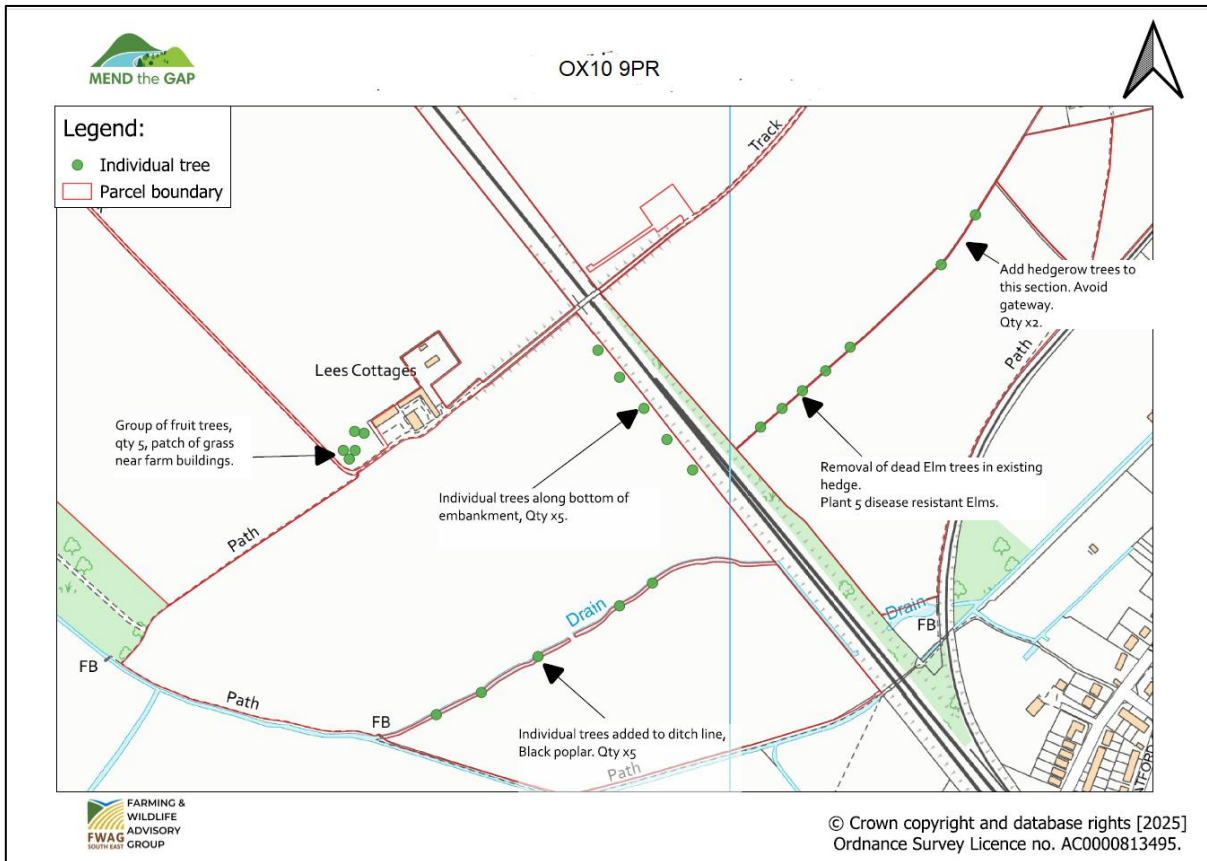 MEND the GAP
OX10 9PR
Legend:
Individual tree
Parcel boundary
Track
Add hedgerow trees to
this section. Avoid
gateway.
Qty x2.
Path
Lees Cottages
Group of fruit trees,
qty 5, patch of grass
near farm buildings.
Individual trees along bottom of
embankment, Qty x5.
Removal of dead Elm trees in existing
hedge.
Plant 5 disease resistant Elms.
Path
Drain
Drain
FB
FB
Path
FB
Individual trees added to ditch line,
Black poplar. Qty x5
Path
ATFORD
FWAG
SOUTH EAST
FARMING &
WILDLIFE
ADVISORY
GROUP
© Crown copyright and database rights [2025]
Ordnance Survey Licence no. AC0000813495.